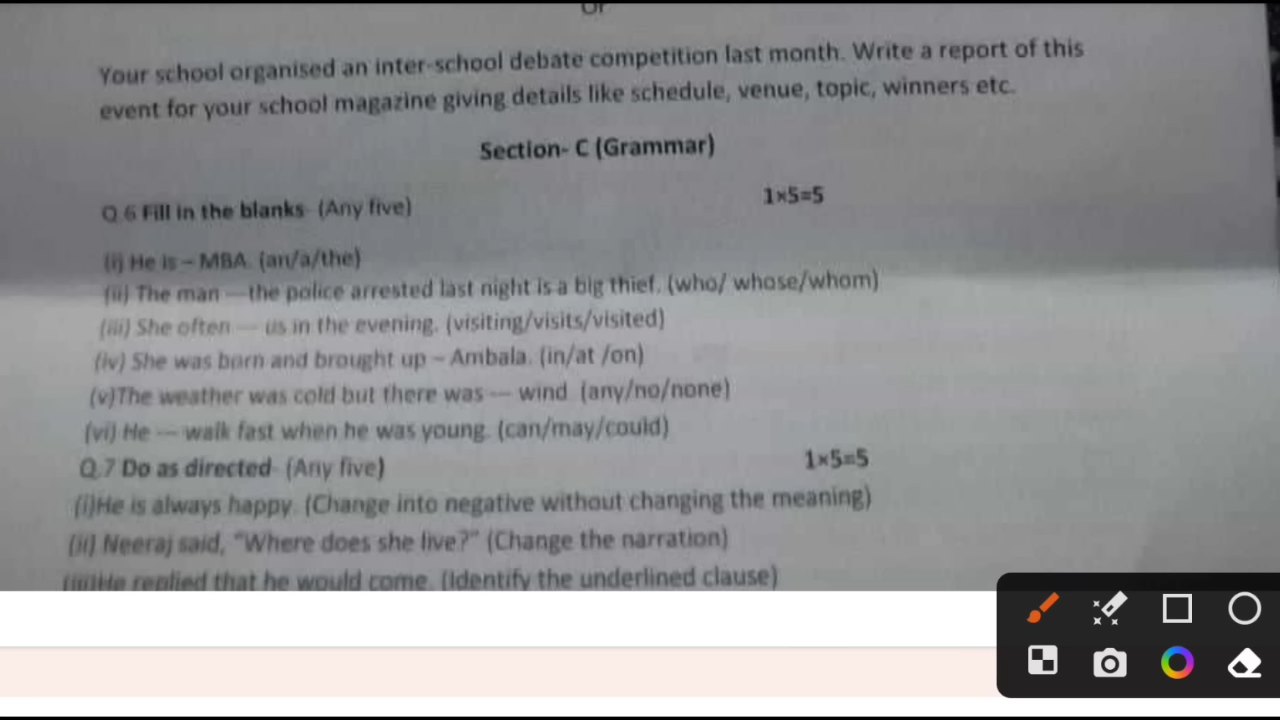 Or
Your school organised an inter-school debate competition last month. Write a report of this
event for your school magazine giving details like schedule, venue, topic, winners etc.
Section- C (Grammar)
Q.6 Fill in the blanks- (Any five) 1×5=5
(i) He is – MBA. (an/a/the)
(ii) The man ---the police arrested last night is a big thief. (who/ whose/whom)
(iii) She often --- us in the evening. (visiting/visits/visited)
(iv) She was born and brought up – Ambala. (in/at /on)
(v)The weather was cold but there was --- wind. (any/no/none)
(vi) He --- walk fast when he was young. (can/may/could)
Q.7 Do as directed- (Any five) 1×5=5
(i)He is always happy. (Change into negative without changing the meaning)
(ii) Neeraj said, "Where does she live?" (Change the narration)
(iii)He replied that he would come. (Identify the underlined clause)